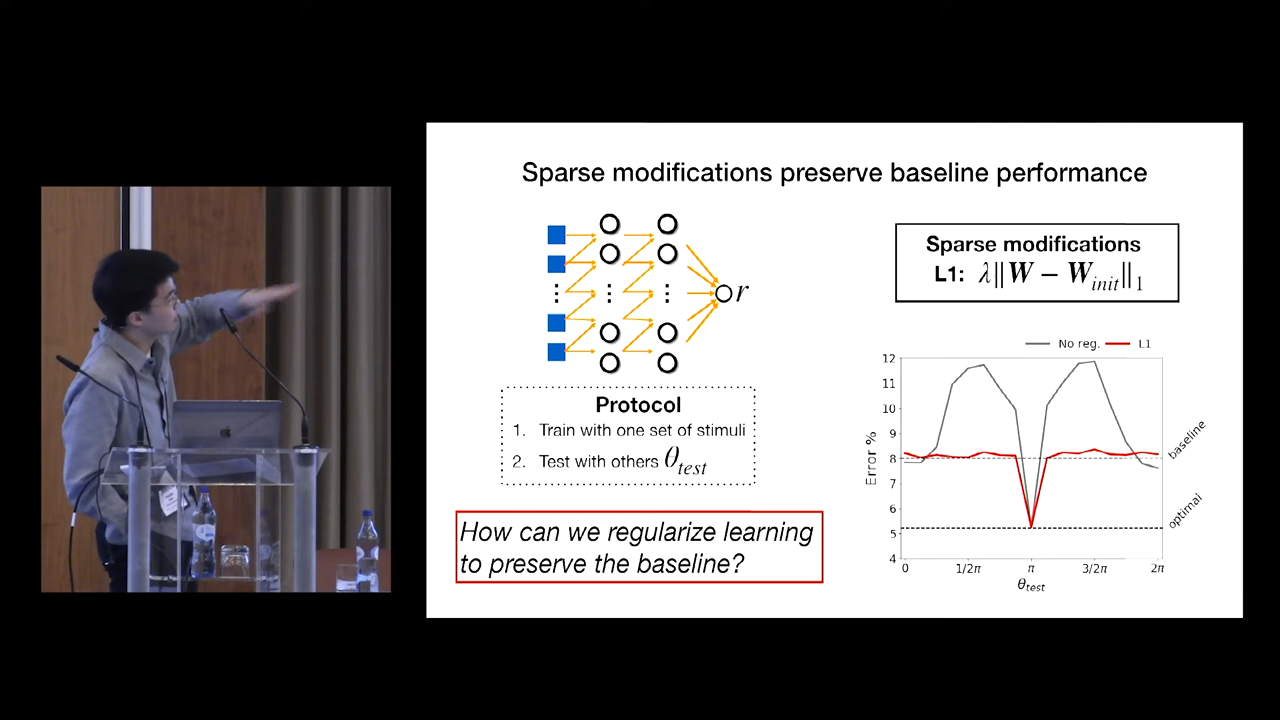 Sparse modifications preserve baseline performance
r
Protocol
1. Train with one set of stimuli
2. Test with others θ_test
How can we regularize learning
to preserve the baseline?
Sparse modifications
L1: λ||W − W_init||₁
No reg. L1
12
11
10
9
8
7
6
5
4
Error %
baseline
optimal
0 1/2π π 3/2π 2π
θ_test